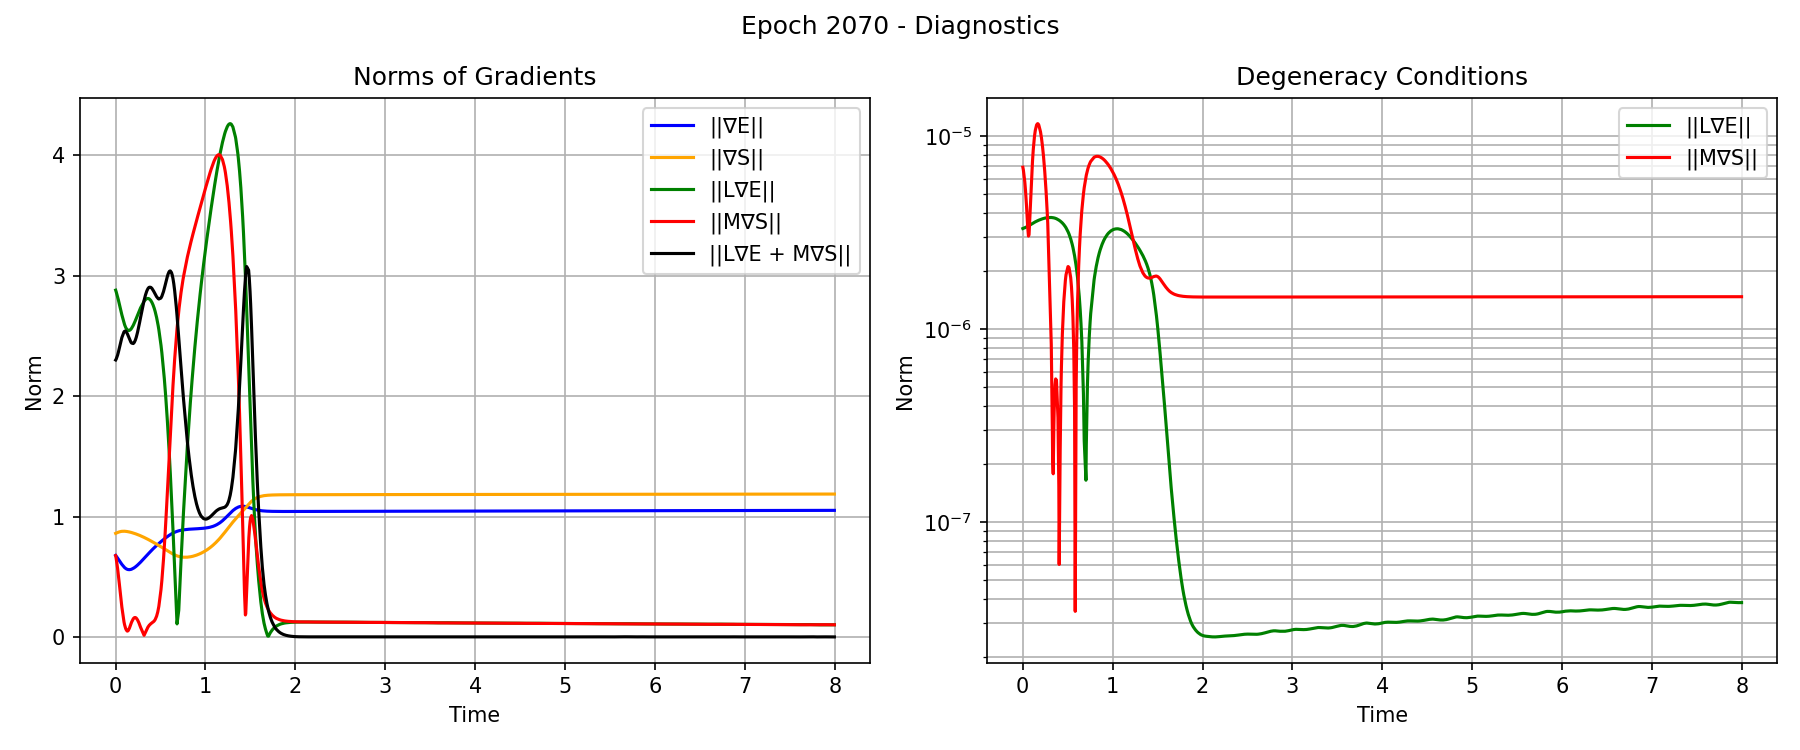 Epoch 2070 - Diagnostics
Norms of Gradients
||∇E||
||∇S||
||L∇E||
||M∇S||
||L∇E + M∇S||
Norm
4
3
2
1
0
0 1 2 3 4 5 6 7 8
Time
Degeneracy Conditions
||L∇E||
||M∇S||
Norm
10⁻⁵
10⁻⁶
10⁻⁷
0 1 2 3 4 5 6 7 8
Time